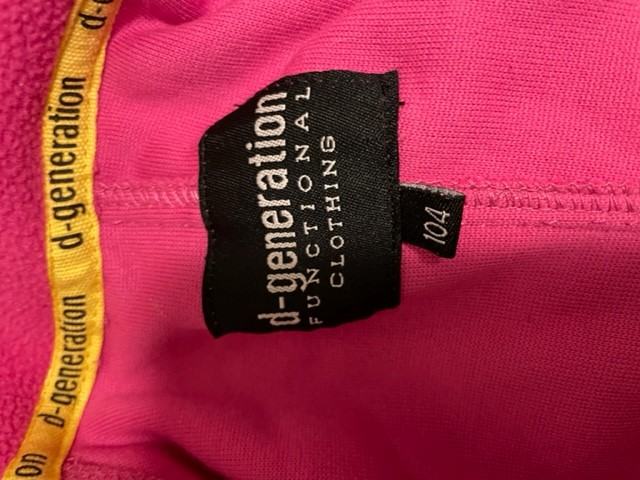 d-generation
FUNCTIONAL
CLOTHING
104
d-generation
d-generation